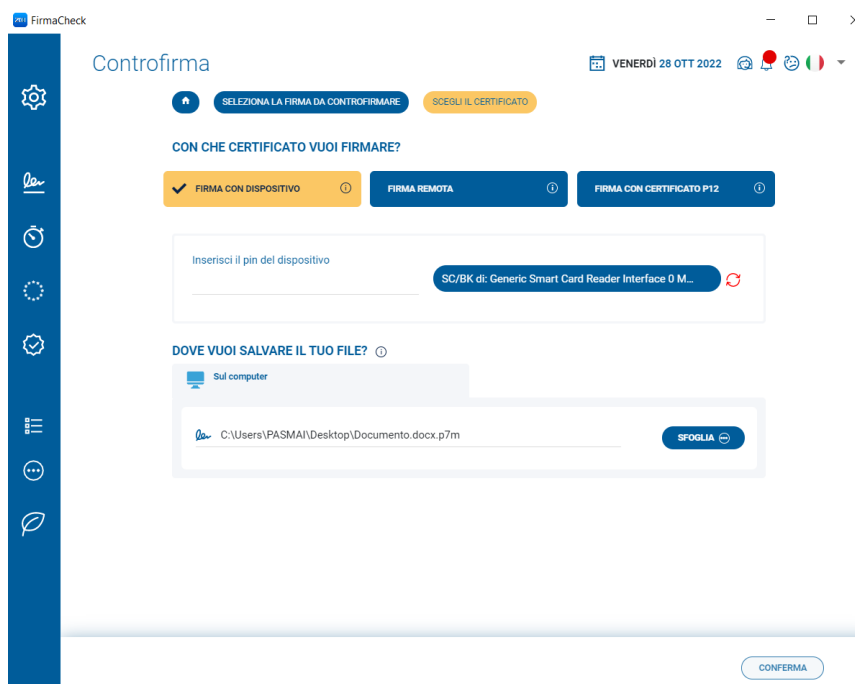 FirmaCheck
Controfirma
VENERDÌ 28 OTT 2022
SELEZIONA LA FIRMA DA CONTROFIRMARE
SCEGLI IL CERTIFICATO
CON CHE CERTIFICATO VUOI FIRMARE?
FIRMA CON DISPOSITIVO
FIRMA REMOTA
FIRMA CON CERTIFICATO P12
Inserisci il pin del dispositivo
SC/BK di: Generic Smart Card Reader Interface 0 M...
DOVE VUOI SALVARE IL TUO FILE?
Sul computer
C:\Users\PASMAI\Desktop\Documento.docx.p7m
SFOGLIA
CONFERMA